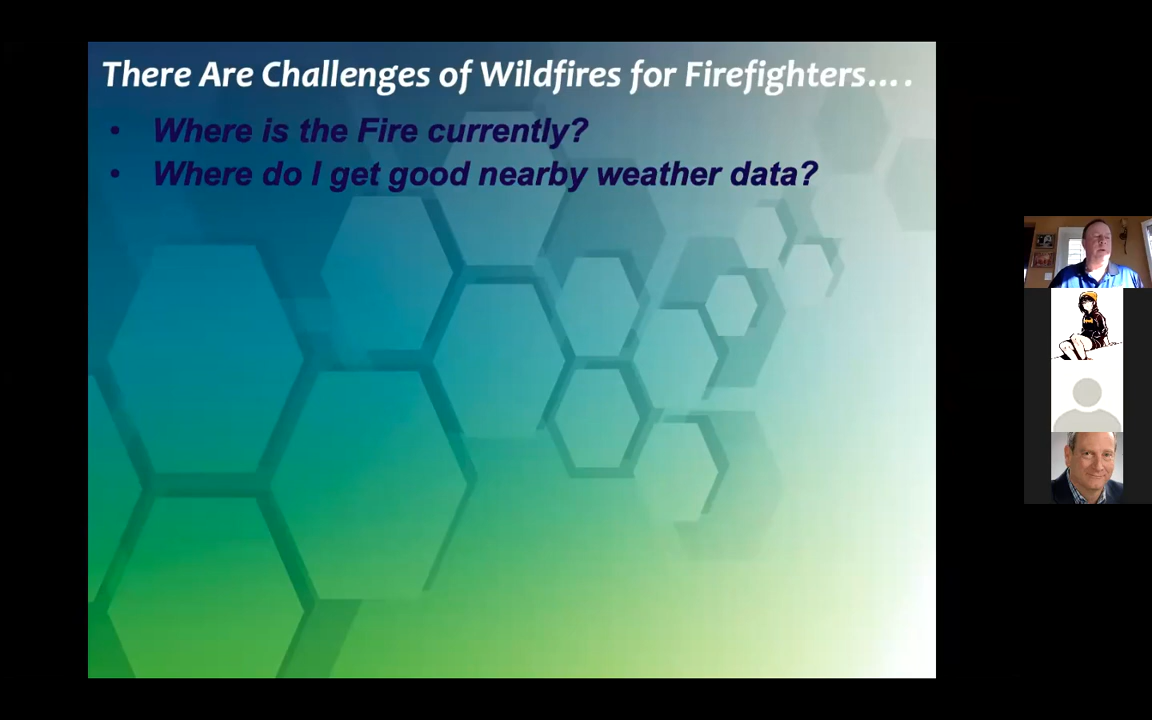 There Are Challenges of Wildfires for Firefighters....
• Where is the Fire currently?
• Where do I get good nearby weather data?